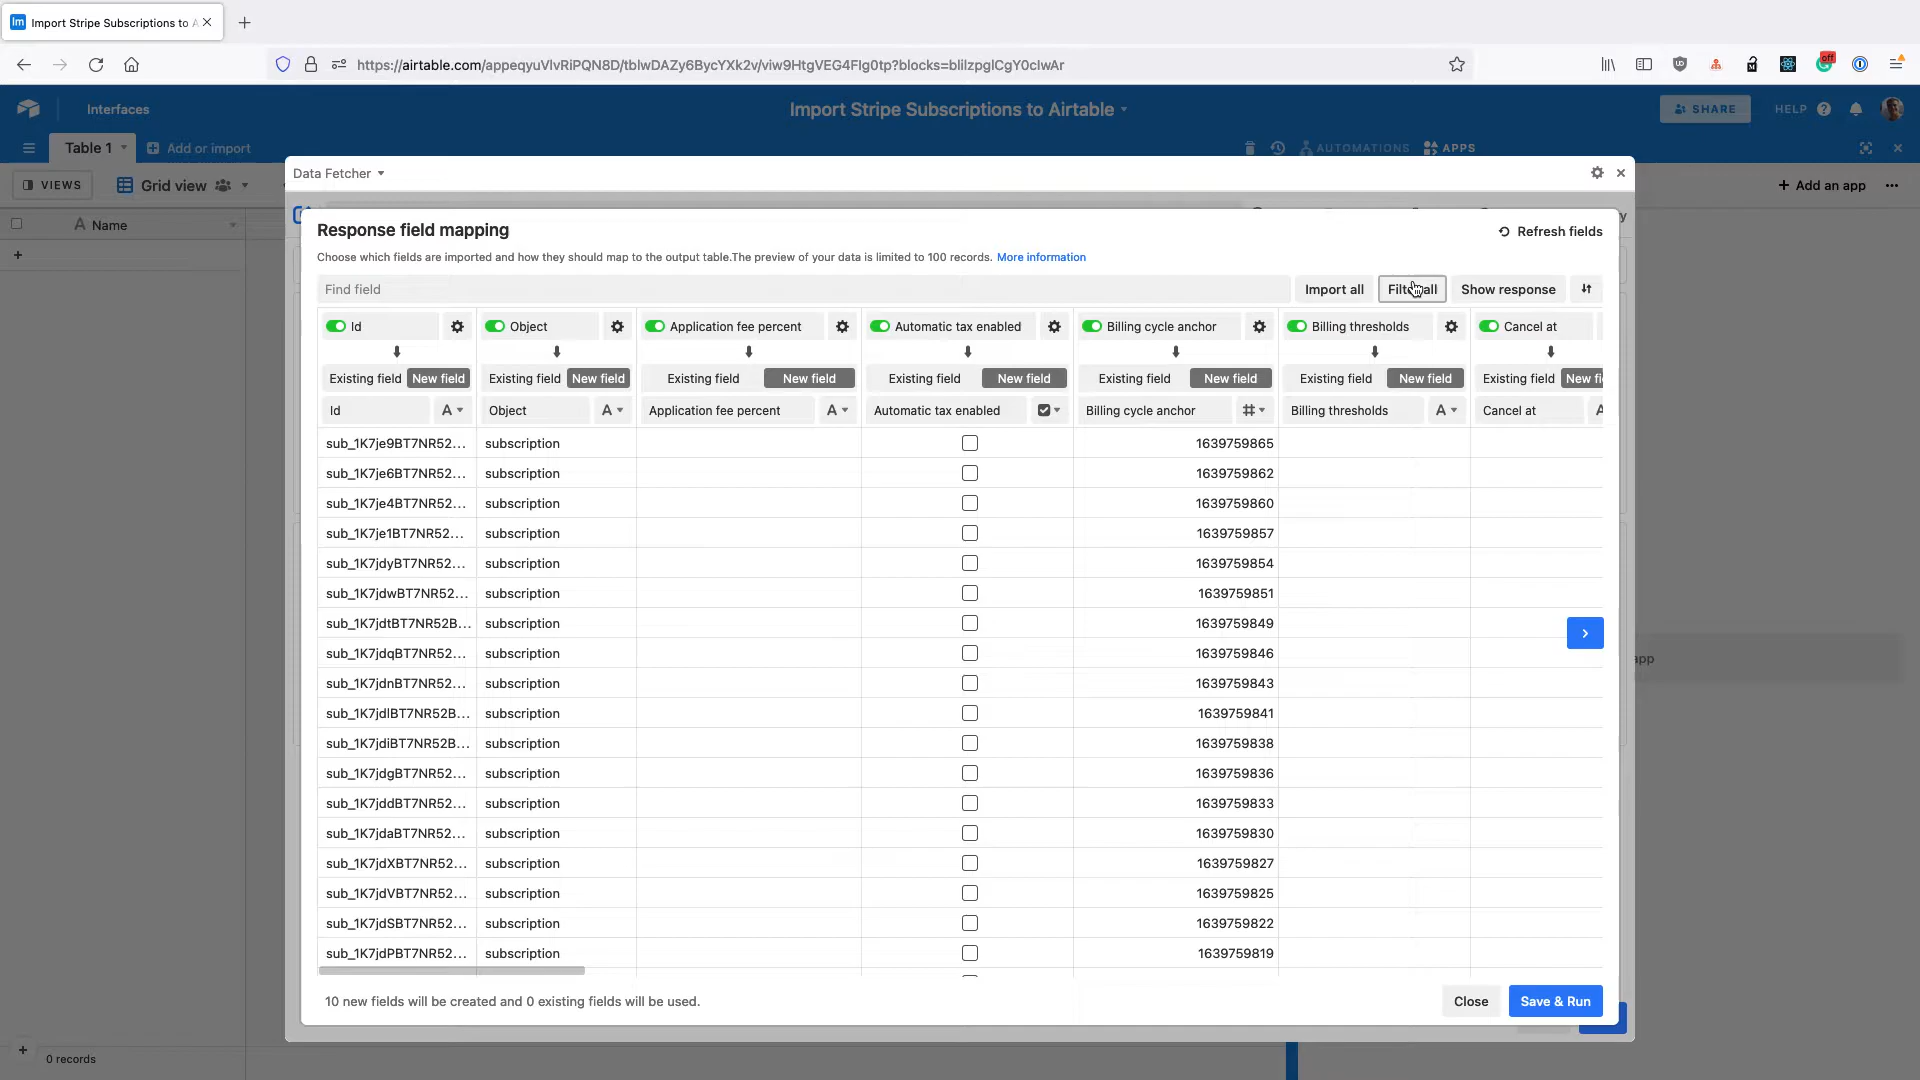 Import Stripe Subscriptions to A
https://airtable.com/appeqyuVlvRiPQN8D/tblwDAZy6BycYXk2v/viw9HtgVEG4Flg0tp?blocks=bliIzpglCgY0clwAr
off
Interfaces
Import Stripe Subscriptions to Airtable
SHARE
HELP
Table 1
Add or import
AUTOMATIONS
APPS
VIEWS
Grid view
Add an app
Name
Data Fetcher
Response field mapping
Refresh fields
Choose which fields are imported and how they should map to the output table.The preview of your data is limited to 100 records. More information
Find field
Import all
Filter all
Show response
Id Object Application fee percent Automatic tax enabled Billing cycle anchor Billing thresholds Cancel at
Existing field New field Existing field New field Existing field New field Existing field New field Existing field New field Existing field New field Existing field New fi
Id Object Application fee percent Automatic tax enabled Billing cycle anchor Billing thresholds Cancel at
sub_1K7je9BT7NR52... subscription 1639759865
sub_1K7je6BT7NR52... subscription 1639759862
sub_1K7je4BT7NR52... subscription 1639759860
sub_1K7je1BT7NR52... subscription 1639759857
sub_1K7jdyBT7NR52... subscription 1639759854
sub_1K7jdwBT7NR52... subscription 1639759851
sub_1K7jdtBT7NR52B... subscription 1639759849
sub_1K7jdqBT7NR52... subscription 1639759846
sub_1K7jdnBT7NR52... subscription 1639759843
sub_1K7jdlBT7NR52B... subscription 1639759841
sub_1K7jdiBT7NR52B... subscription 1639759838
sub_1K7jdgBT7NR52... subscription 1639759836
sub_1K7jddBT7NR52... subscription 1639759833
sub_1K7jdaBT7NR52... subscription 1639759830
sub_1K7jdXBT7NR52... subscription 1639759827
sub_1K7jdVBT7NR52... subscription 1639759825
sub_1K7jdSBT7NR52... subscription 1639759822
sub_1K7jdPBT7NR52... subscription 1639759819
app
10 new fields will be created and 0 existing fields will be used.
Close
Save & Run
0 records